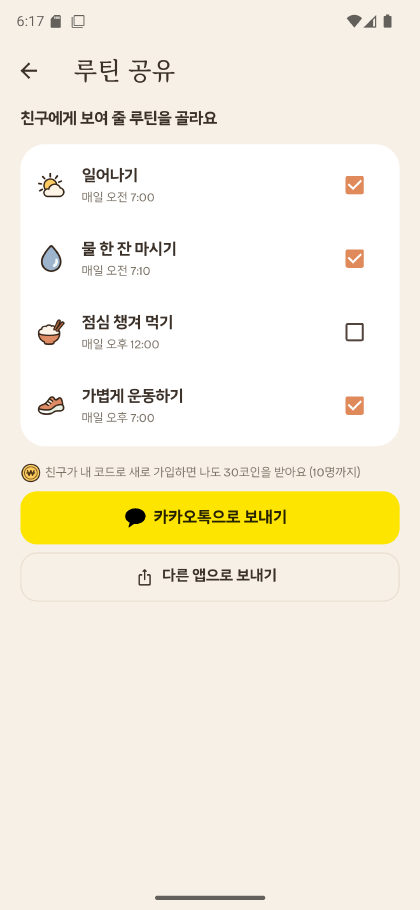 6:17
루틴 공유
친구에게 보여 줄 루틴을 골라요
일어나기
매일 오전 7:00
물 한 잔 마시기
매일 오전 7:10
점심 챙겨 먹기
매일 오후 12:00
가볍게 운동하기
매일 오후 7:00
₩ 친구가 내 코드로 새로 가입하면 나도 30코인을 받아요 (10명까지)
카카오톡으로 보내기
다른 앱으로 보내기